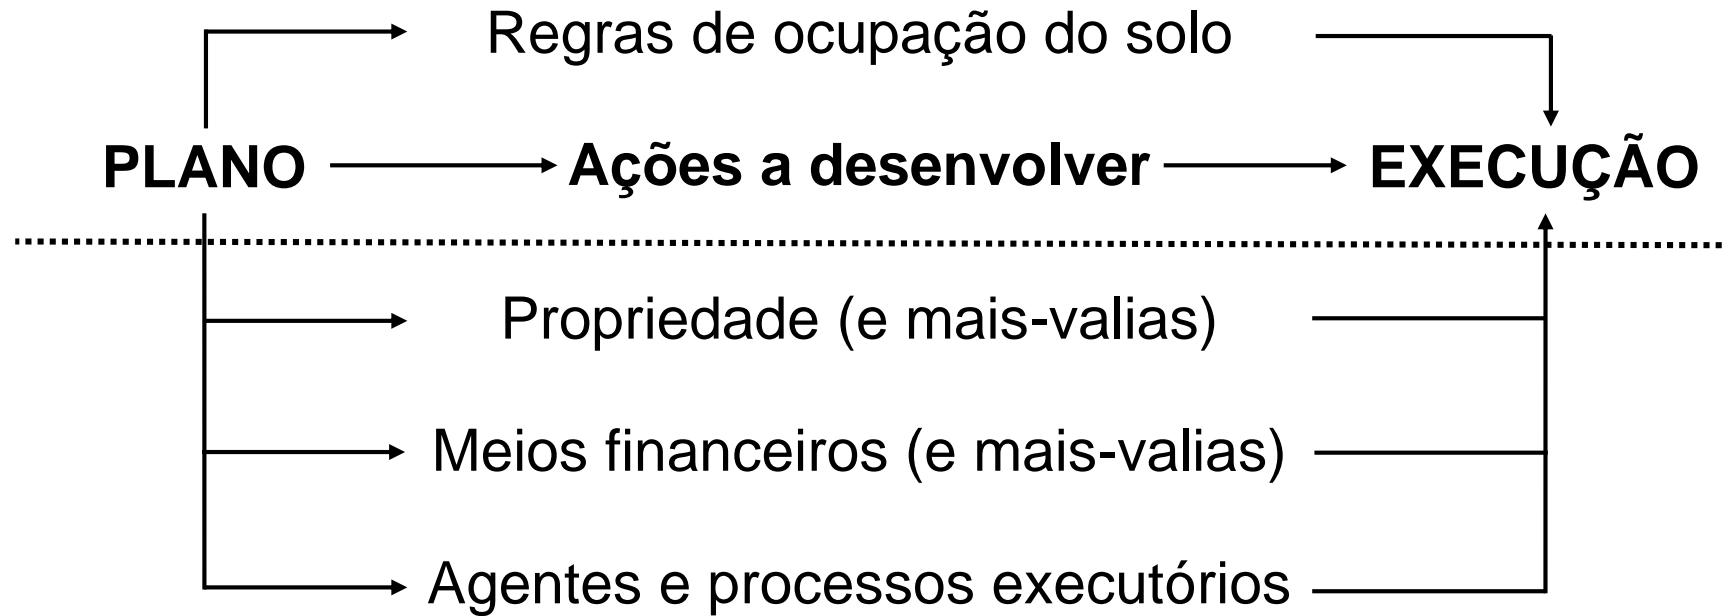 Regras de ocupação do solo
PLANO Ações a desenvolver EXECUÇÃO
Propriedade (e mais-valias)
Meios financeiros (e mais-valias)
Agentes e processos executórios